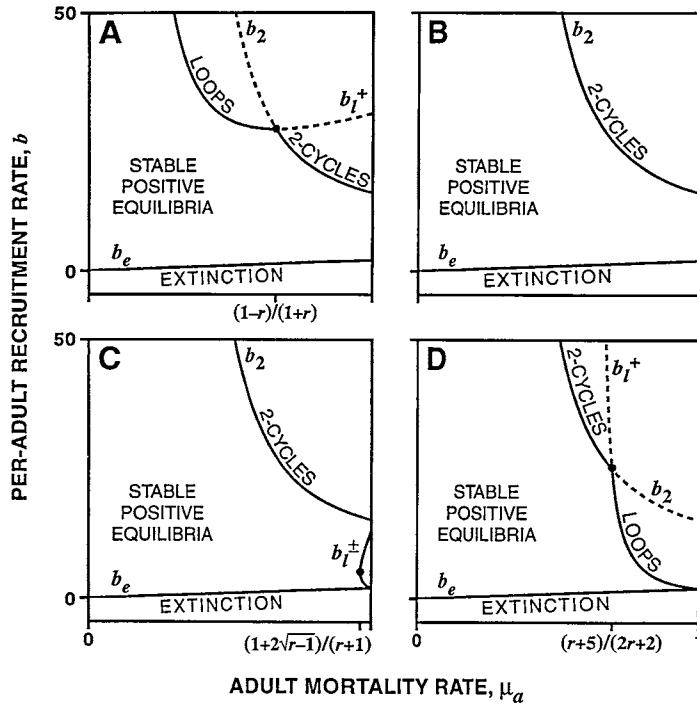 PER-ADULT RECRUITMENT RATE, b
50
0
A
b2
LOOPS
bl+
2-CYCLES
STABLE
POSITIVE
EQUILIBRIA
be
EXTINCTION
(1–r)/(1+r)
B
b2
2-CYCLES
STABLE
POSITIVE
EQUILIBRIA
be
EXTINCTION
50
0
C
b2
2-CYCLES
STABLE
POSITIVE
EQUILIBRIA
bl±
be
EXTINCTION
0
(1+2√r–1)/(r+1)
D
2-CYCLES
bl+
STABLE
POSITIVE
EQUILIBRIA
b2
LOOPS
be
EXTINCTION
0
(r+5)/(2r+2)
ADULT MORTALITY RATE, μa